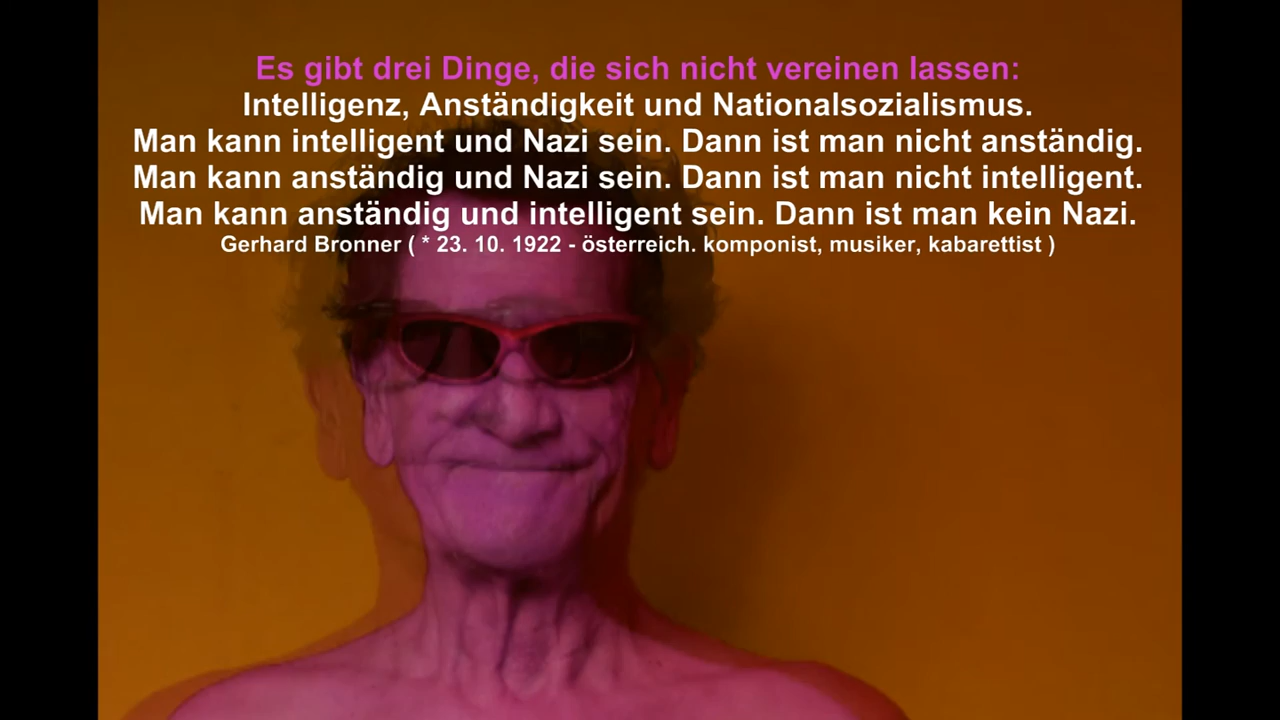 Es gibt drei Dinge, die sich nicht vereinen lassen:
Intelligenz, Anständigkeit und Nationalsozialismus.
Man kann intelligent und Nazi sein. Dann ist man nicht anständig.
Man kann anständig und Nazi sein. Dann ist man nicht intelligent.
Man kann anständig und intelligent sein. Dann ist man kein Nazi.
Gerhard Bronner ( * 23. 10. 1922 - österreich. komponist, musiker, kabarettist )